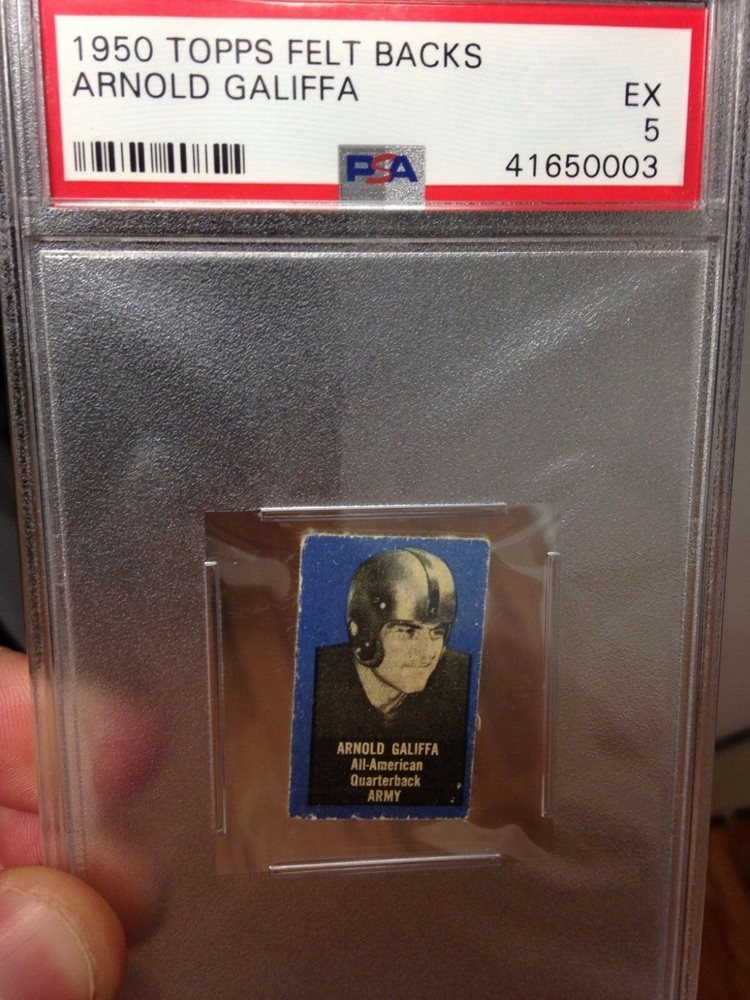 1950 TOPPS FELT BACKS
ARNOLD GALIFFA
EX
5
PSA
41650003
ARNOLD GALIFFA
All-American
Quarterback
ARMY